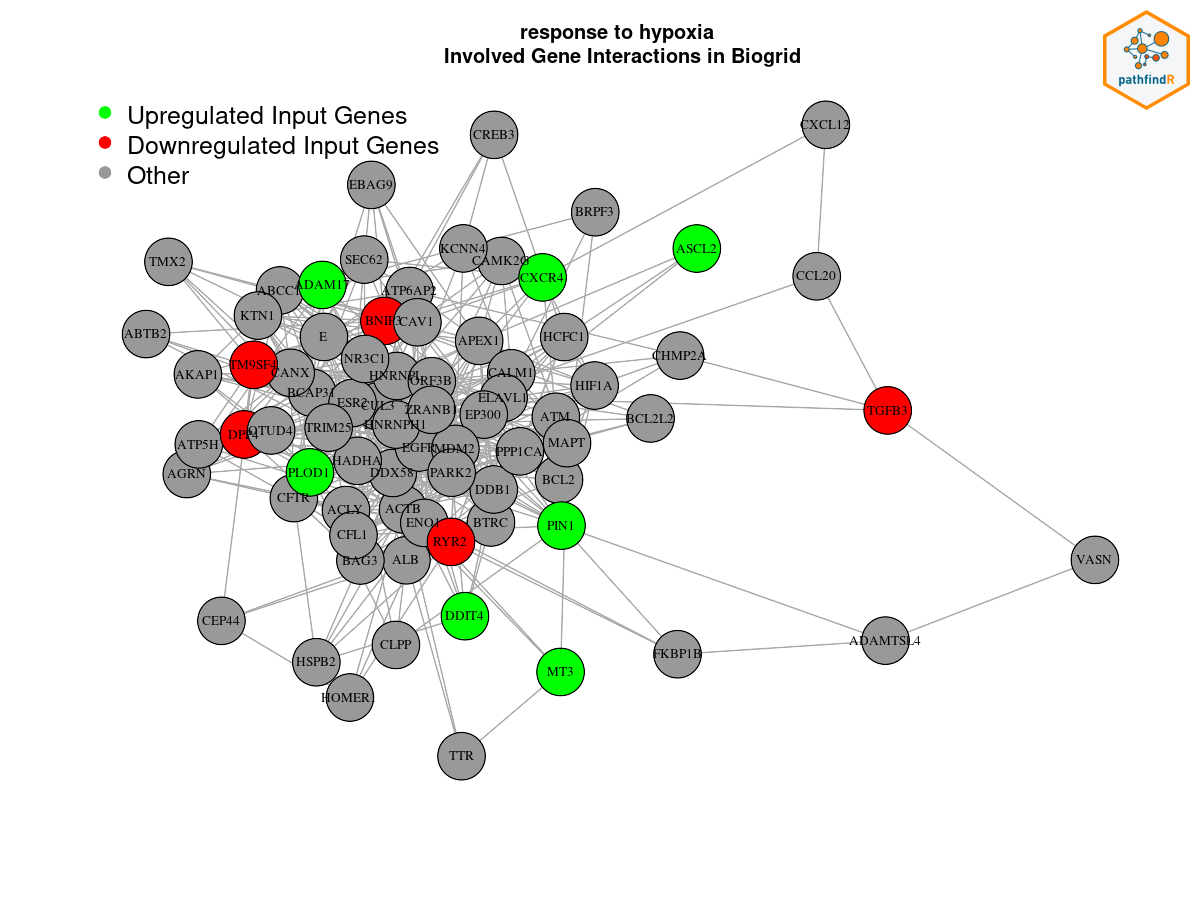 response to hypoxia
Involved Gene Interactions in Biogrid
pathfindR
Upregulated Input Genes
Downregulated Input Genes
Other
CREB3
CXCL12
EBAG9
BRPF3
KCNN4
ASCL2
TMX2
SEC62
CXCR4
CCL20
ADAM17
ATP6AP2
KTN1
BNIP3
CAV1
ABTB2
E
APEX1
HCFC1
CHMP2A
NR3C1
TM9SF4
CANX
AKAP1
ORF3B
CALM1
HIF1A
BCAP31
ESR2
CUL3
ZRANB1
ELAVL1
EP300
ATM
BCL2L2
TGFB3
DPP4
OTUD4
TRIM25
HNRNPH1
ATP5H
EGFR
MDM2
PPP1CA
MAPT
HADHA
AGRN
PLOD1
DDX58
PARK2
BCL2
CFTR
DDB1
ACLY
ACTB
ENO1
BTRC
PIN1
CFL1
RYR2
BAG3
ALB
VASN
DDIT4
CEP44
CLPP
ADAMTSL4
HSPB2
FKBP1B
MT3
TTR